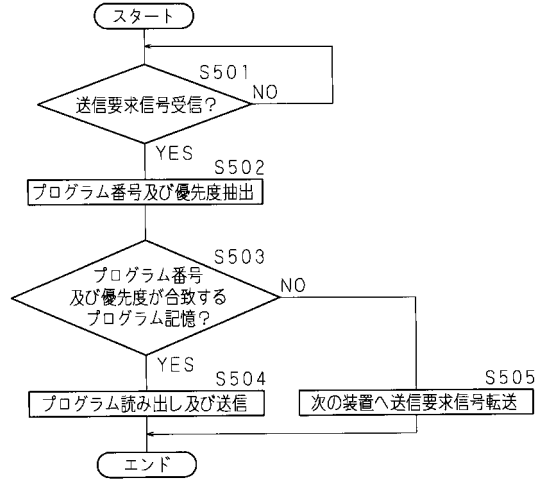 スタート
S501
送信要求信号受信？
NO
YES
S502
プログラム番号及び優先度抽出
S503
プログラム番号
及び優先度が合致する
プログラム記憶？
NO
YES
S504
プログラム読み出し及び送信
S505
次の装置へ送信要求信号転送
エンド